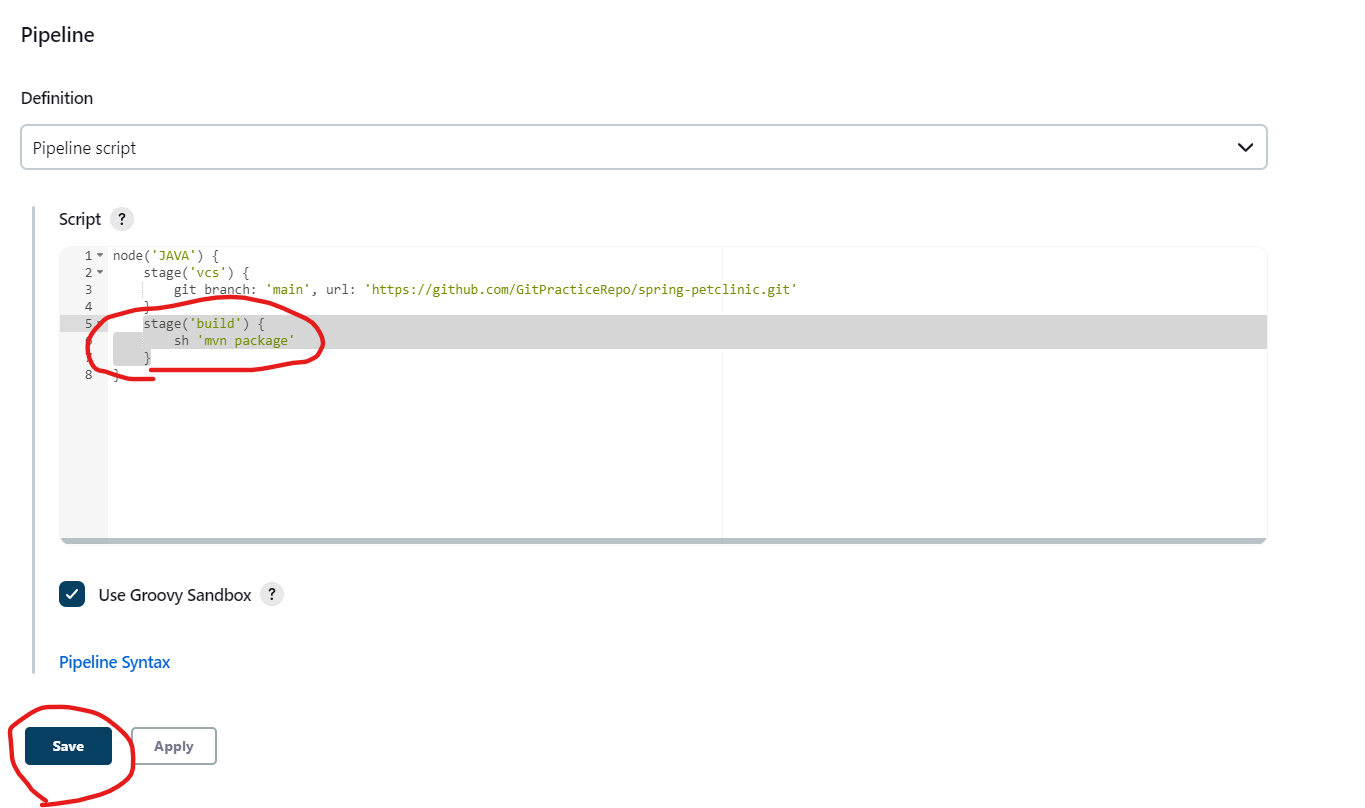 Pipeline
Definition
Pipeline script
Script ?
1 node('JAVA') {
2 stage('vcs') {
3 git branch: 'main', url: 'https://github.com/GitPracticeRepo/spring-petclinic.git'
4 }
5 stage('build') {
6 sh 'mvn package'
7 }
8 }
Use Groovy Sandbox ?
Pipeline Syntax
Save Apply